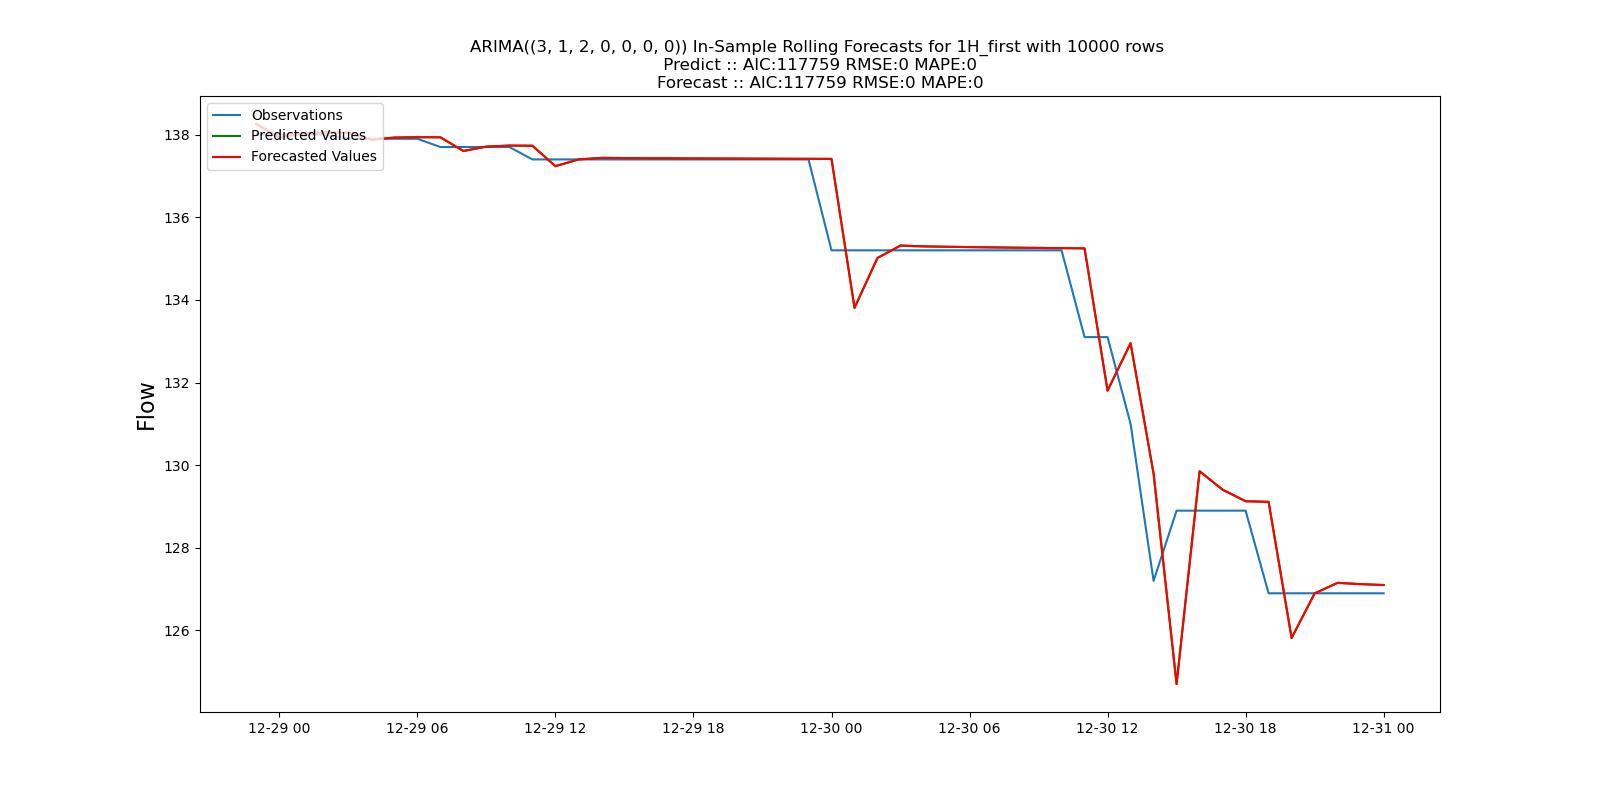 ARIMA((3, 1, 2, 0, 0, 0, 0)) In-Sample Rolling Forecasts for 1H_first with 10000 rows
Predict :: AIC:117759 RMSE:0 MAPE:0
Forecast :: AIC:117759 RMSE:0 MAPE:0
Observations
Predicted Values
Forecasted Values
138
136
134
132
130
128
126
Flow
12-29 00
12-29 06
12-29 12
12-29 18
12-30 00
12-30 06
12-30 12
12-30 18
12-31 00